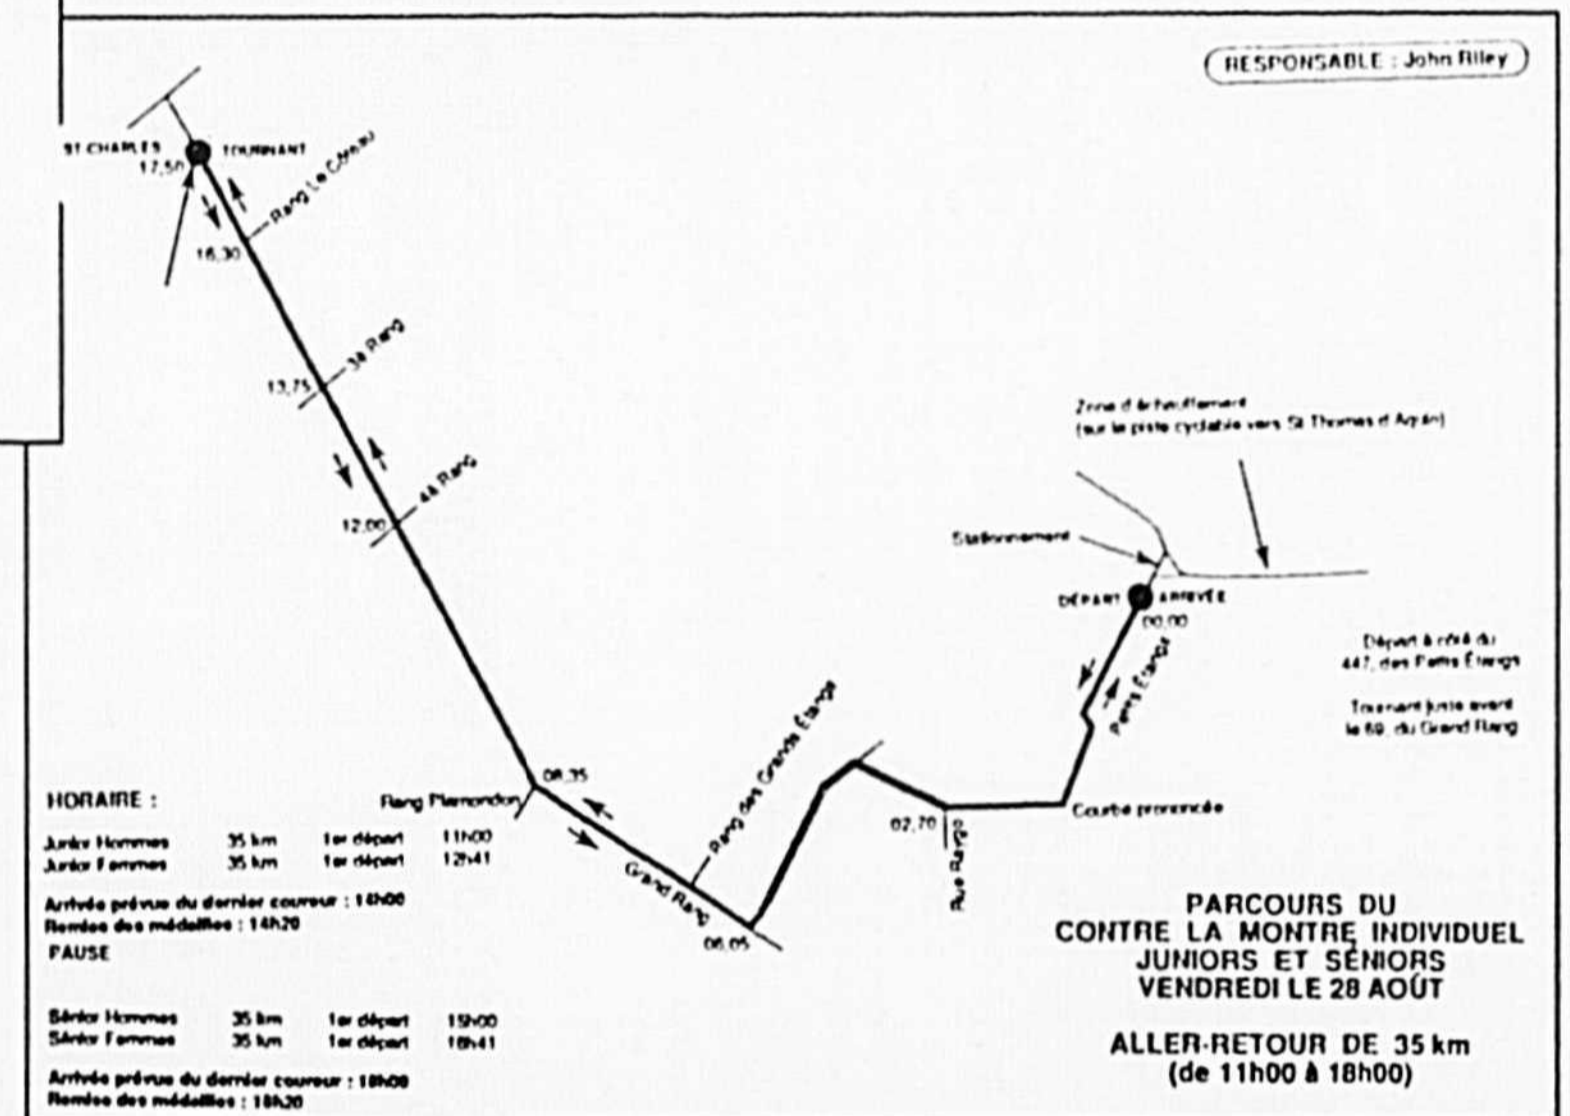 RESPONSABLE : John Riley
ST-CHARLES
17,50
TOURNANT
Rang Le Côteau
16,30
3è Rang
13,75
4è Rang
12,00
Zone d'échauffement
(sur la piste cyclable vers St-Thomas d'Aquin)
Stationnement
DÉPART
ARRIVÉE
00,00
Petits Étangs
Départ à côté du
447, des Petits Étangs
Tournant juste avant
le 69, du Grand Rang
Courbe prononcée
02,70
Rue Rango
Rang des Grands Étangs
08,35
Rang Plamondon
Grand Rang
06,05
HORAIRE :
Junior Hommes 35 km 1er départ 11h00
Junior Femmes 35 km 1er départ 12h41
Arrivée prévue du dernier coureur : 14h00
Remise des médailles : 14h20
PAUSE
Sénior Hommes 35 km 1er départ 15h00
Sénior Femmes 35 km 1er départ 16h41
Arrivée prévue du dernier coureur : 18h00
Remise des médailles : 18h20
PARCOURS DU
CONTRE LA MONTRE INDIVIDUEL
JUNIORS ET SÉNIORS
VENDREDI LE 28 AOÛT
ALLER-RETOUR DE 35 km
(de 11h00 à 18h00)